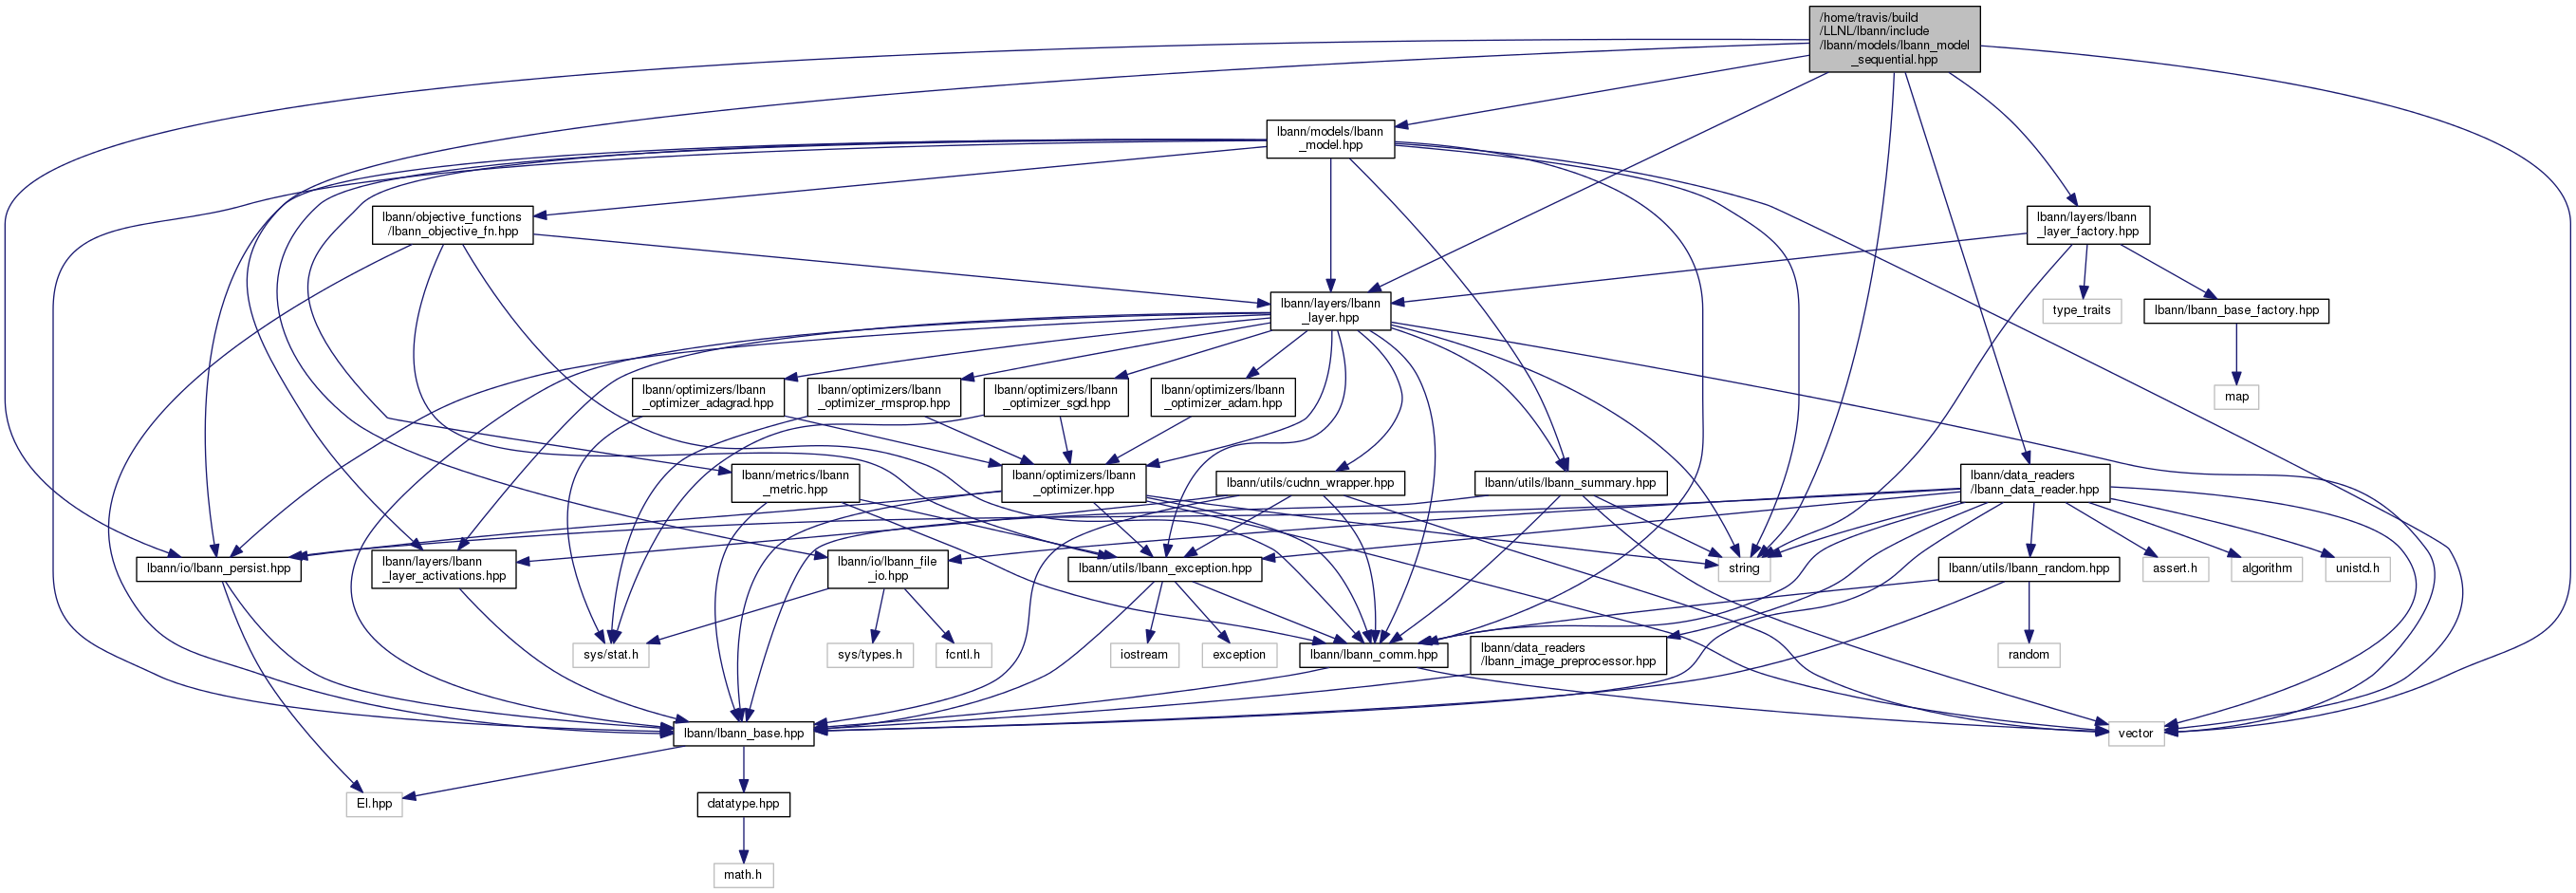 /home/travis/build
/LLNL/lbann/include
/lbann/models/lbann_model
_sequential.hpp
lbann/models/lbann
_model.hpp
lbann/objective_functions
/lbann_objective_fn.hpp
lbann/layers/lbann
_layer_factory.hpp
lbann/layers/lbann
_layer.hpp
type_traits
lbann/lbann_base_factory.hpp
lbann/optimizers/lbann
_optimizer_adagrad.hpp
lbann/optimizers/lbann
_optimizer_rmsprop.hpp
lbann/optimizers/lbann
_optimizer_sgd.hpp
lbann/optimizers/lbann
_optimizer_adam.hpp
map
lbann/metrics/lbann
_metric.hpp
lbann/optimizers/lbann
_optimizer.hpp
lbann/utils/cudnn_wrapper.hpp
lbann/utils/lbann_summary.hpp
lbann/data_readers
/lbann_data_reader.hpp
lbann/io/lbann_persist.hpp
lbann/layers/lbann
_layer_activations.hpp
lbann/io/lbann_file
_io.hpp
lbann/utils/lbann_exception.hpp
string
lbann/utils/lbann_random.hpp
assert.h
algorithm
unistd.h
sys/stat.h
sys/types.h
fcntl.h
iostream
exception
lbann/lbann_comm.hpp
lbann/data_readers
/lbann_image_preprocessor.hpp
random
lbann/lbann_base.hpp
vector
El.hpp
datatype.hpp
math.h